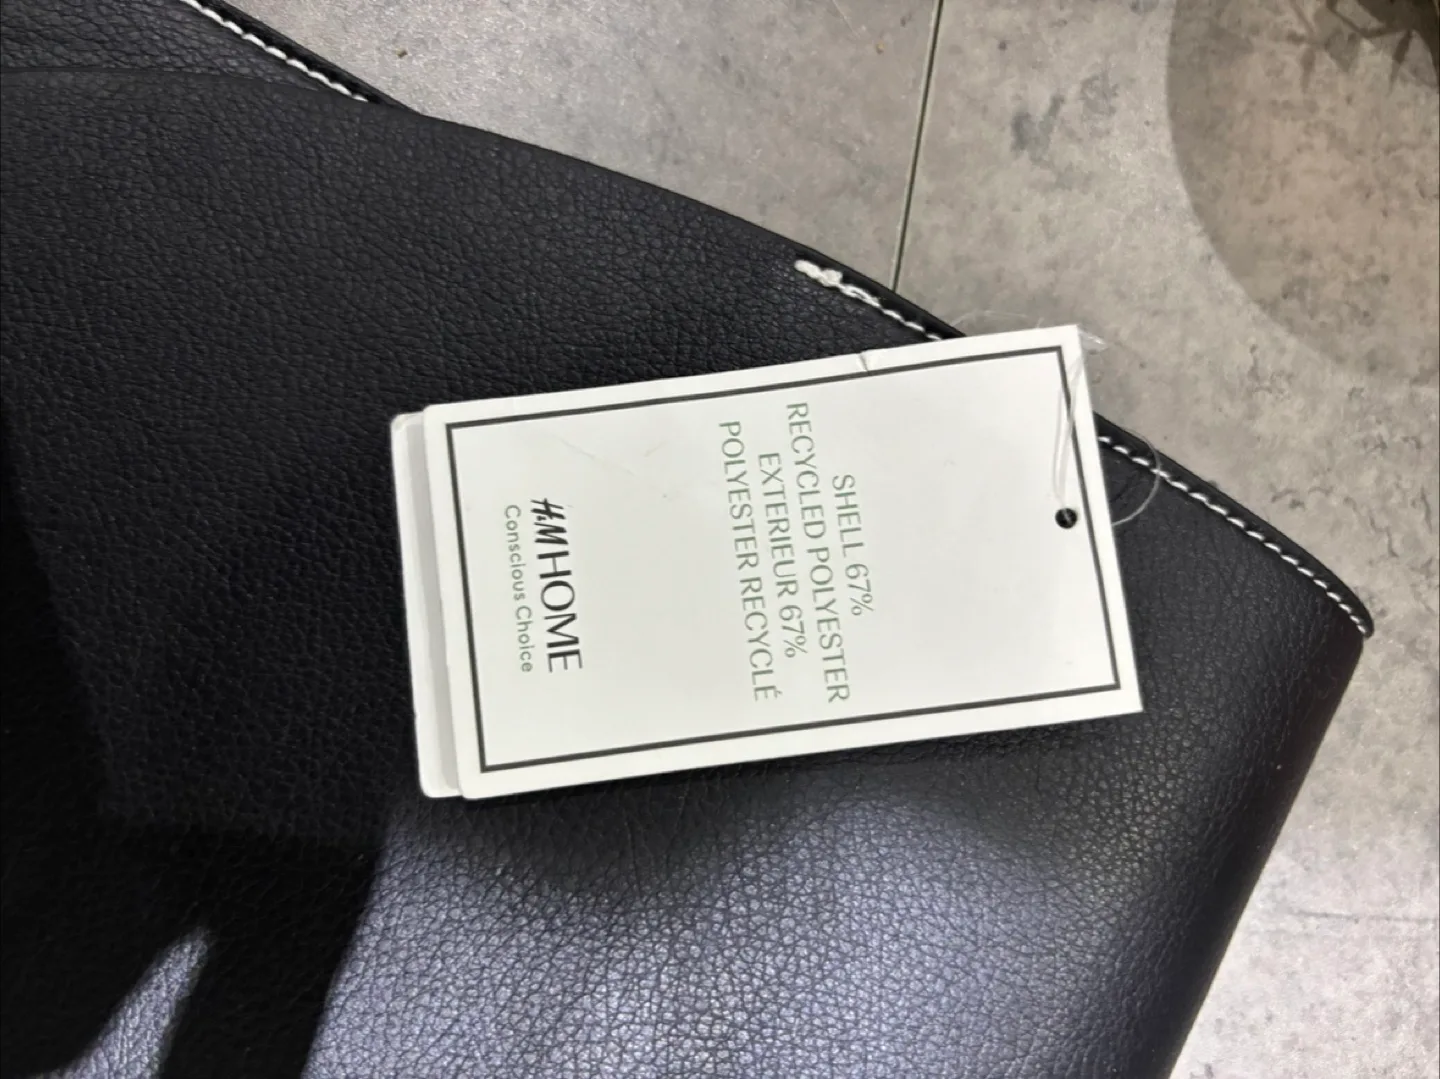 SHELL 67%
RECYCLED POLYESTER
EXTERIEUR 67%
POLYESTER RECYCLÉ
H&M HOME
Conscious Choice